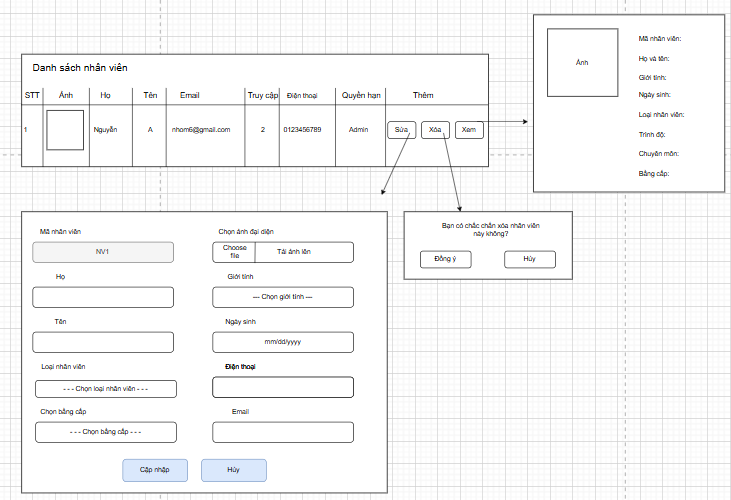 Danh sách nhân viên
STT Ảnh Họ Tên Email Truy cập Điện thoại Quyền hạn Thêm
1 Nguyễn A nhom6@gmail.com 2 0123456789 Admin Sửa Xóa Xem
Ảnh
Mã nhân viên:
Họ và tên:
Giới tính:
Ngày sinh:
Loại nhân viên:
Trình độ:
Chuyên môn:
Bằng cấp:
Mã nhân viên
NV1
Chọn ảnh đại diện
Choose
file
Tải ảnh lên
Họ
Giới tính
--- Chọn giới tính ---
Tên
Ngày sinh
mm/dd/yyyy
Loại nhân viên
- - - Chọn loại nhân viên - - -
Điện thoại
Chọn bằng cấp
- - - Chọn bằng cấp - - -
Email
Cập nhập
Hủy
Bạn có chắc chắn xóa nhân viên
này không?
Đồng ý
Hủy